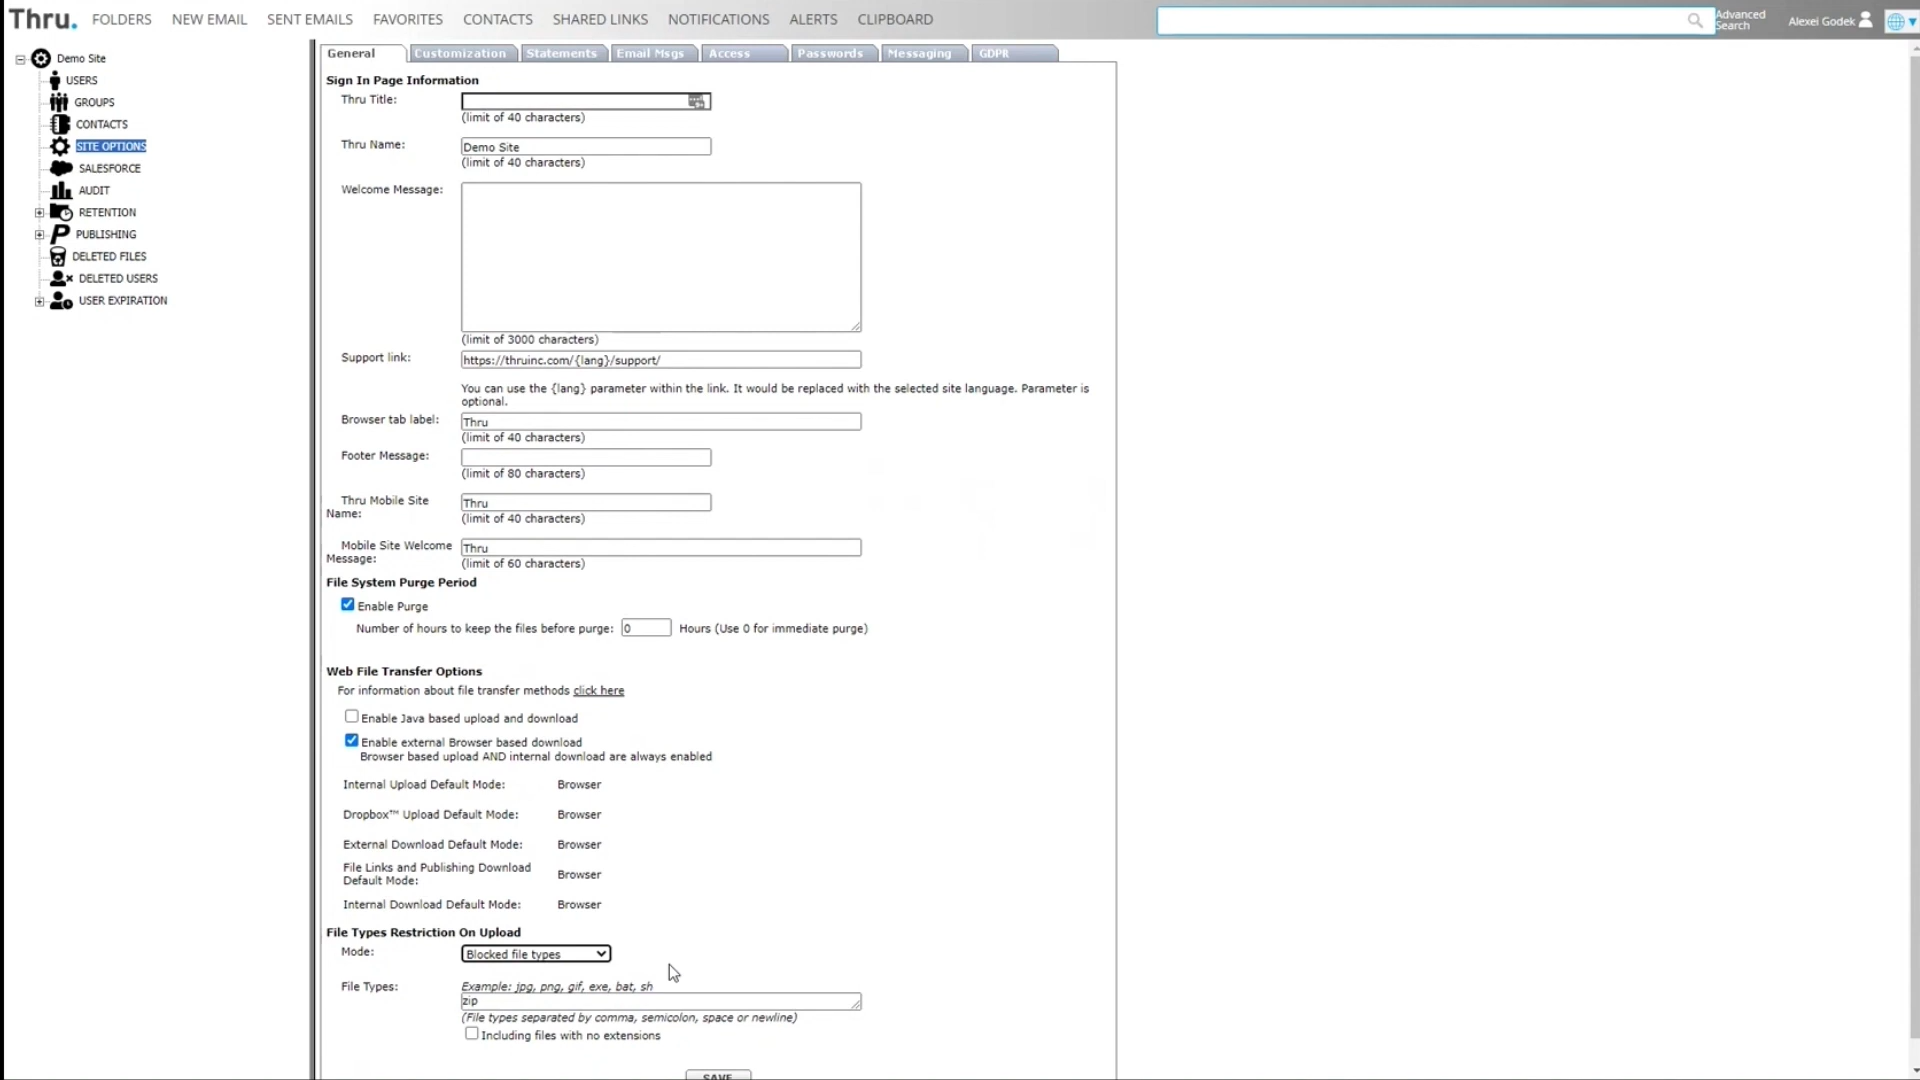 Thru. FOLDERS NEW EMAIL SENT EMAILS FAVORITES CONTACTS SHARED LINKS NOTIFICATIONS ALERTS CLIPBOARD Advanced Search Alexei Godek
Demo Site
USERS
GROUPS
CONTACTS
SITE OPTIONS
SALESFORCE
AUDIT
RETENTION
PUBLISHING
DELETED FILES
DELETED USERS
USER EXPIRATION
General Customization Statements Email Msgs Access Passwords Messaging GDPR
Sign In Page Information
Thru Title:
(limit of 40 characters)
Thru Name: Demo Site
(limit of 40 characters)
Welcome Message:
(limit of 3000 characters)
Support link: https://thruinc.com/{lang}/support/
You can use the {lang} parameter within the link. It would be replaced with the selected site language. Parameter is
optional.
Browser tab label: Thru
(limit of 40 characters)
Footer Message:
(limit of 80 characters)
Thru Mobile Site
Name: Thru
(limit of 40 characters)
Mobile Site Welcome
Message: Thru
(limit of 60 characters)
File System Purge Period
Enable Purge
Number of hours to keep the files before purge: 0 Hours (Use 0 for immediate purge)
Web File Transfer Options
For information about file transfer methods click here
Enable Java based upload and download
Enable external Browser based download
Browser based upload AND internal download are always enabled
Internal Upload Default Mode: Browser
Dropbox™ Upload Default Mode: Browser
External Download Default Mode: Browser
File Links and Publishing Download
Default Mode: Browser
Internal Download Default Mode: Browser
File Types Restriction On Upload
Mode: Blocked file types
File Types: Example: jpg, png, gif, exe, bat, sh
zip
(File types separated by comma, semicolon, space or newline)
Including files with no extensions
SAVE